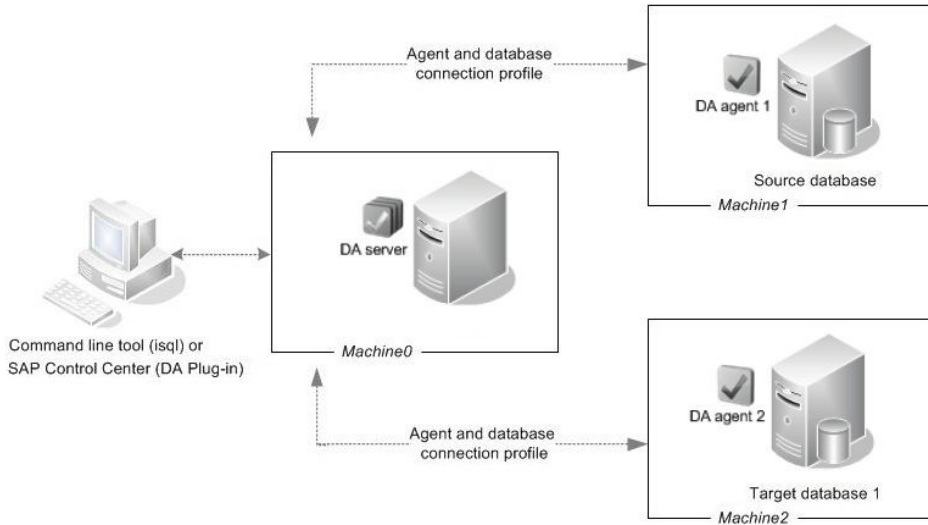 Agent and database
connection profile
DA agent 1
Source database
Machine1
DA server
Machine0
Command line tool (isql) or
SAP Control Center (DA Plug-in)
Agent and database
connection profile
DA agent 2
Target database 1
Machine2